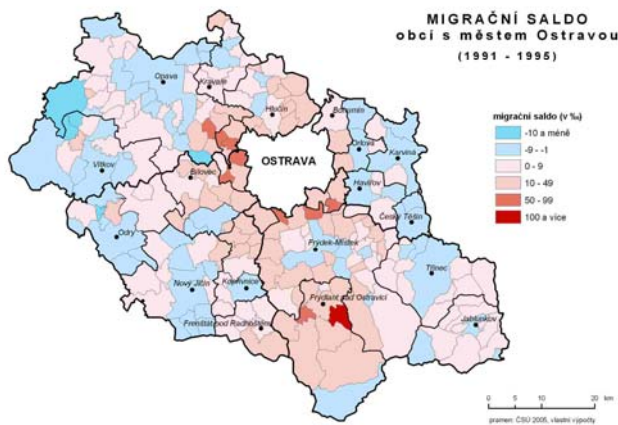 MIGRAČNÍ SALDO
obcí s městem Ostravou
(1991 - 1995)
migrační saldo (v ‰)
-10 a méně
-9 - -1
0 - 9
10 - 49
50 - 99
100 a více
Opava
Kravaře
Hlučín
Bohumín
Orlová
Karviná
OSTRAVA
Vítkov
Bílovec
Havířov
Český Těšín
Odry
Frýdek-Místek
Třinec
Nový Jičín
Kopřivnice
Frýdlant nad Ostravicí
Frenštát pod Radhoštěm
Jablunkov
0 10 20 km
pramen: ČSÚ 2005, vlastní výpočty